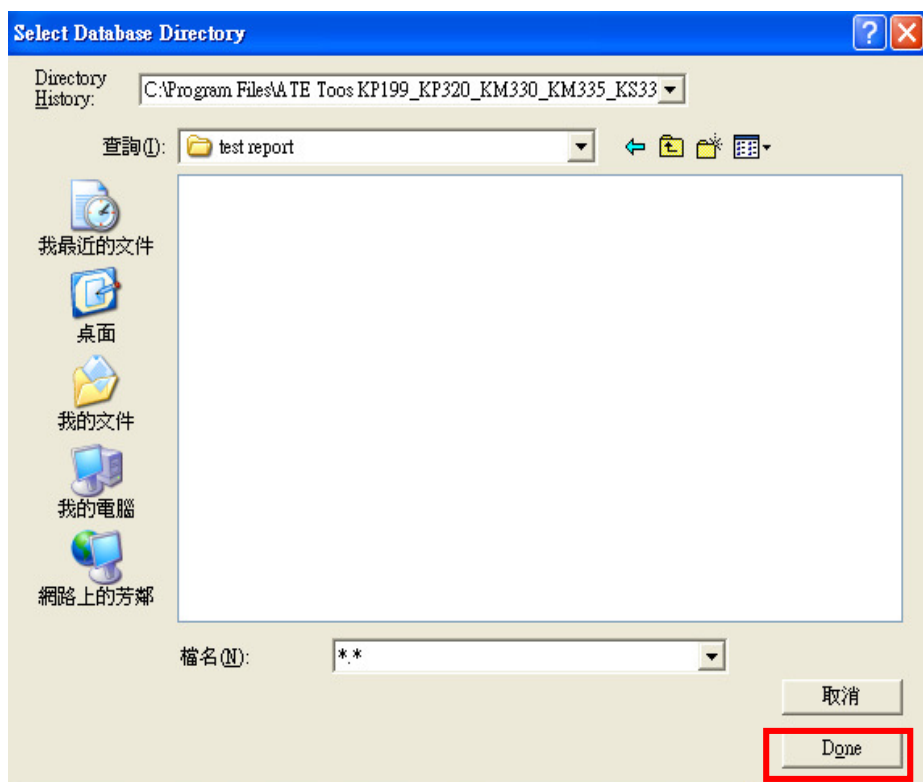 Select Database Directory
Directory
History:
C:\Program Files\ATE Toos KP199_KP320_KM330_KM335_KS33
查詢(I):
test report
我最近的文件
桌面
我的文件
我的電腦
網路上的芳鄰
檔名(N):
*.*
取消
Done